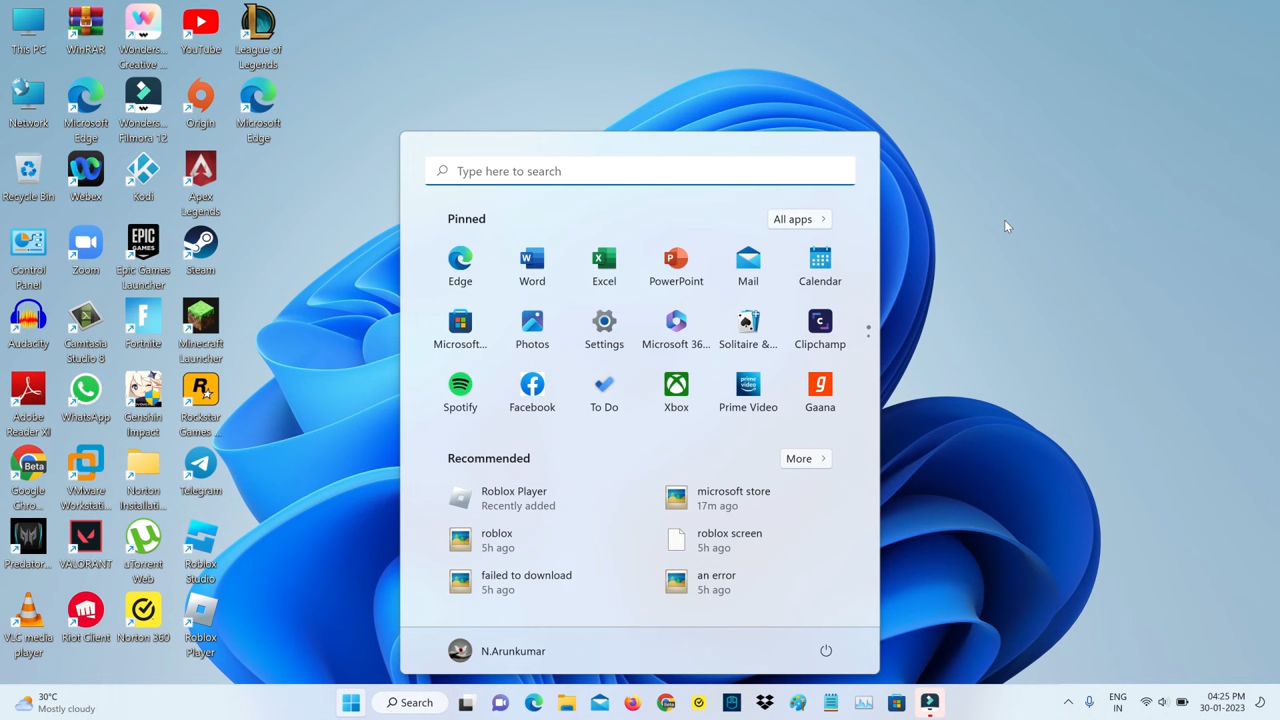 This PC
WinRAR
Wonders...
Creative ...
YouTube
League of
Legends
Network
Microsoft
Edge
Wonders...
Filmora 12
Origin
Microsoft
Edge
Recycle Bin
Webex
Kodi
Apex
Legends
Control
Panel
Zoom
EPIC
GAMES
Epic Games
Launcher
Steam
Audacity
Camtasia
Studio 8
Fortnite
Minecraft
Launcher
Adobe
Reader XI
WhatsApp
Genshin
Impact
Rockstar
Games ...
Beta
Google
Chro...
VMware
Workstati...
Norton
Installati...
Telegram
Predator...
VALORANT
uTorrent
Web
Roblox
Studio
VLC media
player
Riot Client
Norton 360
Roblox
Player
Type here to search
Pinned
All apps
Edge
Word
Excel
PowerPoint
Mail
Calendar
Microsoft...
Photos
Settings
Microsoft 36...
Solitaire &...
Clipchamp
Spotify
Facebook
To Do
Xbox
prime video
Prime Video
Gaana
Recommended
More
Roblox Player
Recently added
microsoft store
17m ago
roblox
5h ago
roblox screen
5h ago
failed to download
5h ago
an error
5h ago
N.Arunkumar
30°C
Mostly cloudy
Search
ENG
IN
04:25 PM
30-01-2023